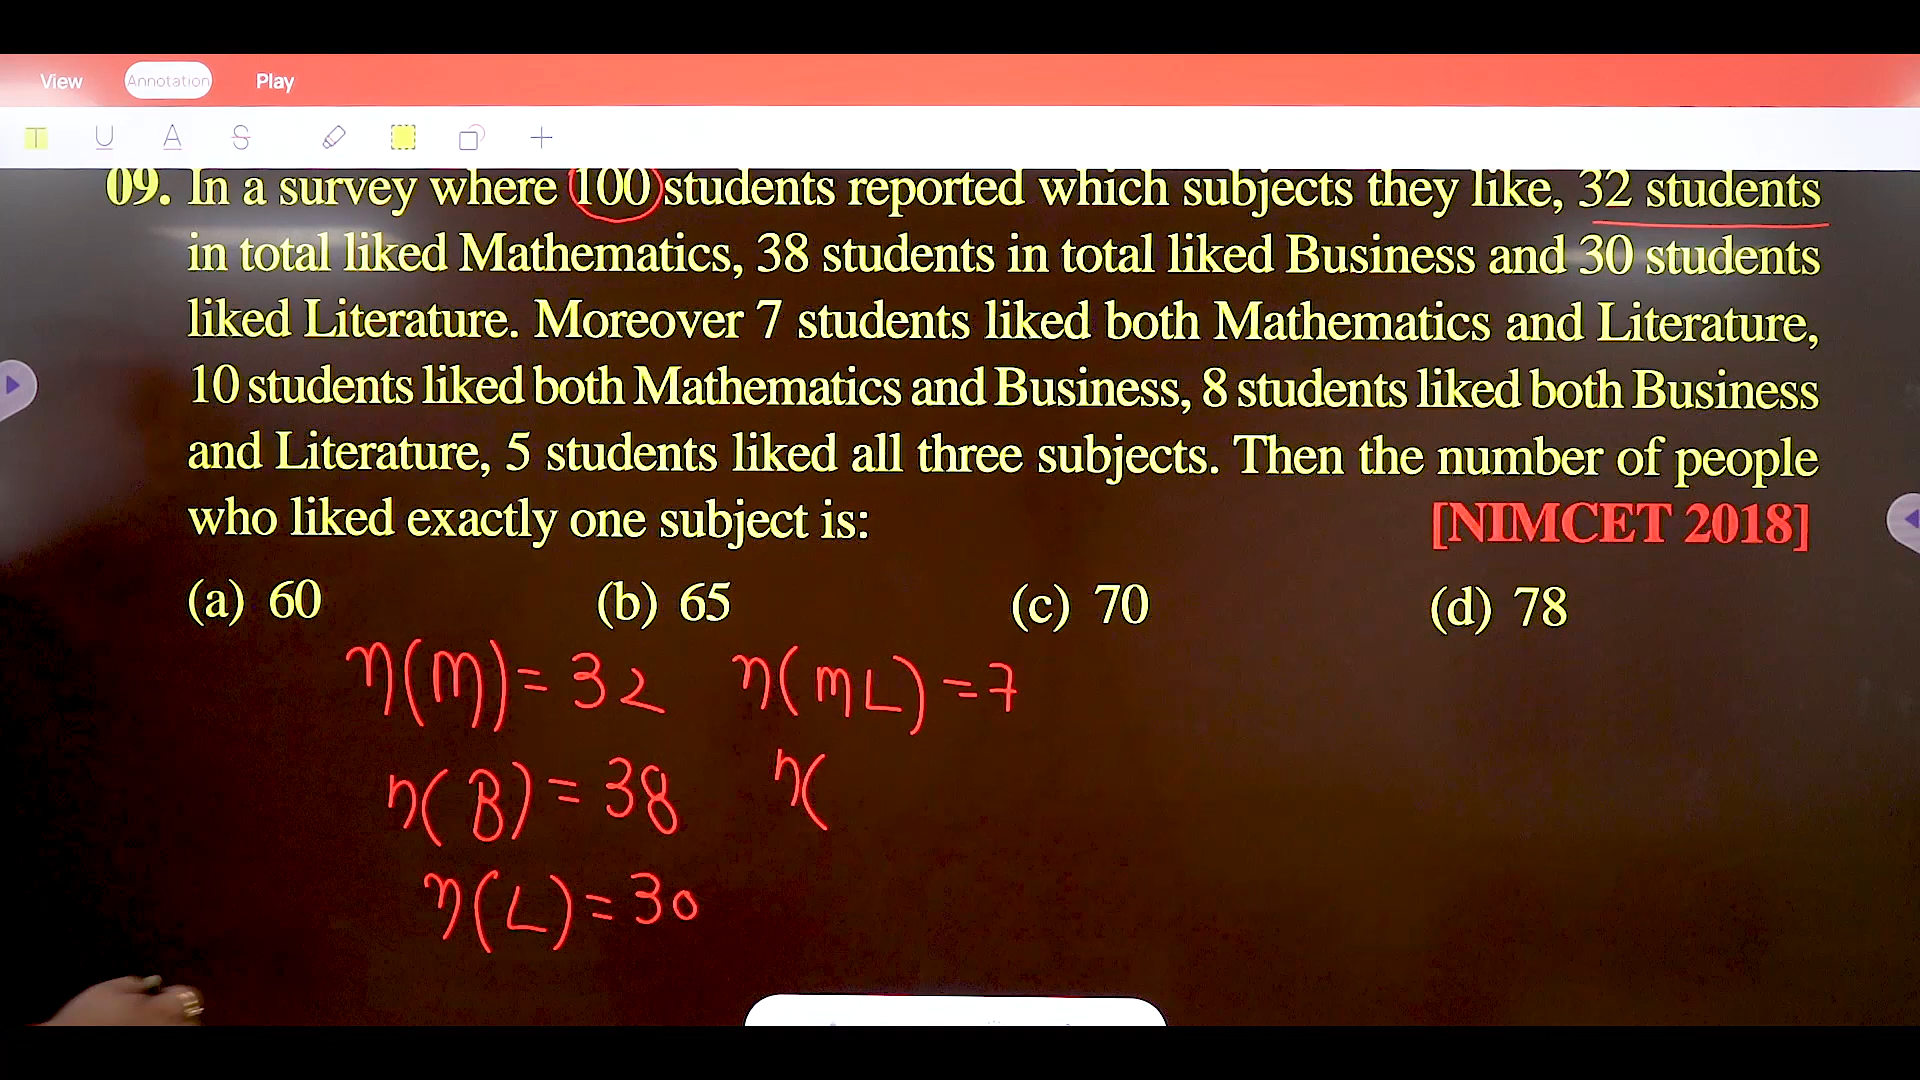 View Annotation Play
T U A S
09. In a survey where 100 students reported which subjects they like, 32 students
in total liked Mathematics, 38 students in total liked Business and 30 students
liked Literature. Moreover 7 students liked both Mathematics and Literature,
10 students liked both Mathematics and Business, 8 students liked both Business
and Literature, 5 students liked all three subjects. Then the number of people
who liked exactly one subject is: [NIMCET 2018]
(a) 60 (b) 65 (c) 70 (d) 78
η(M) = 32 η(ML) = 7
η(B) = 38 η(
η(L) = 30